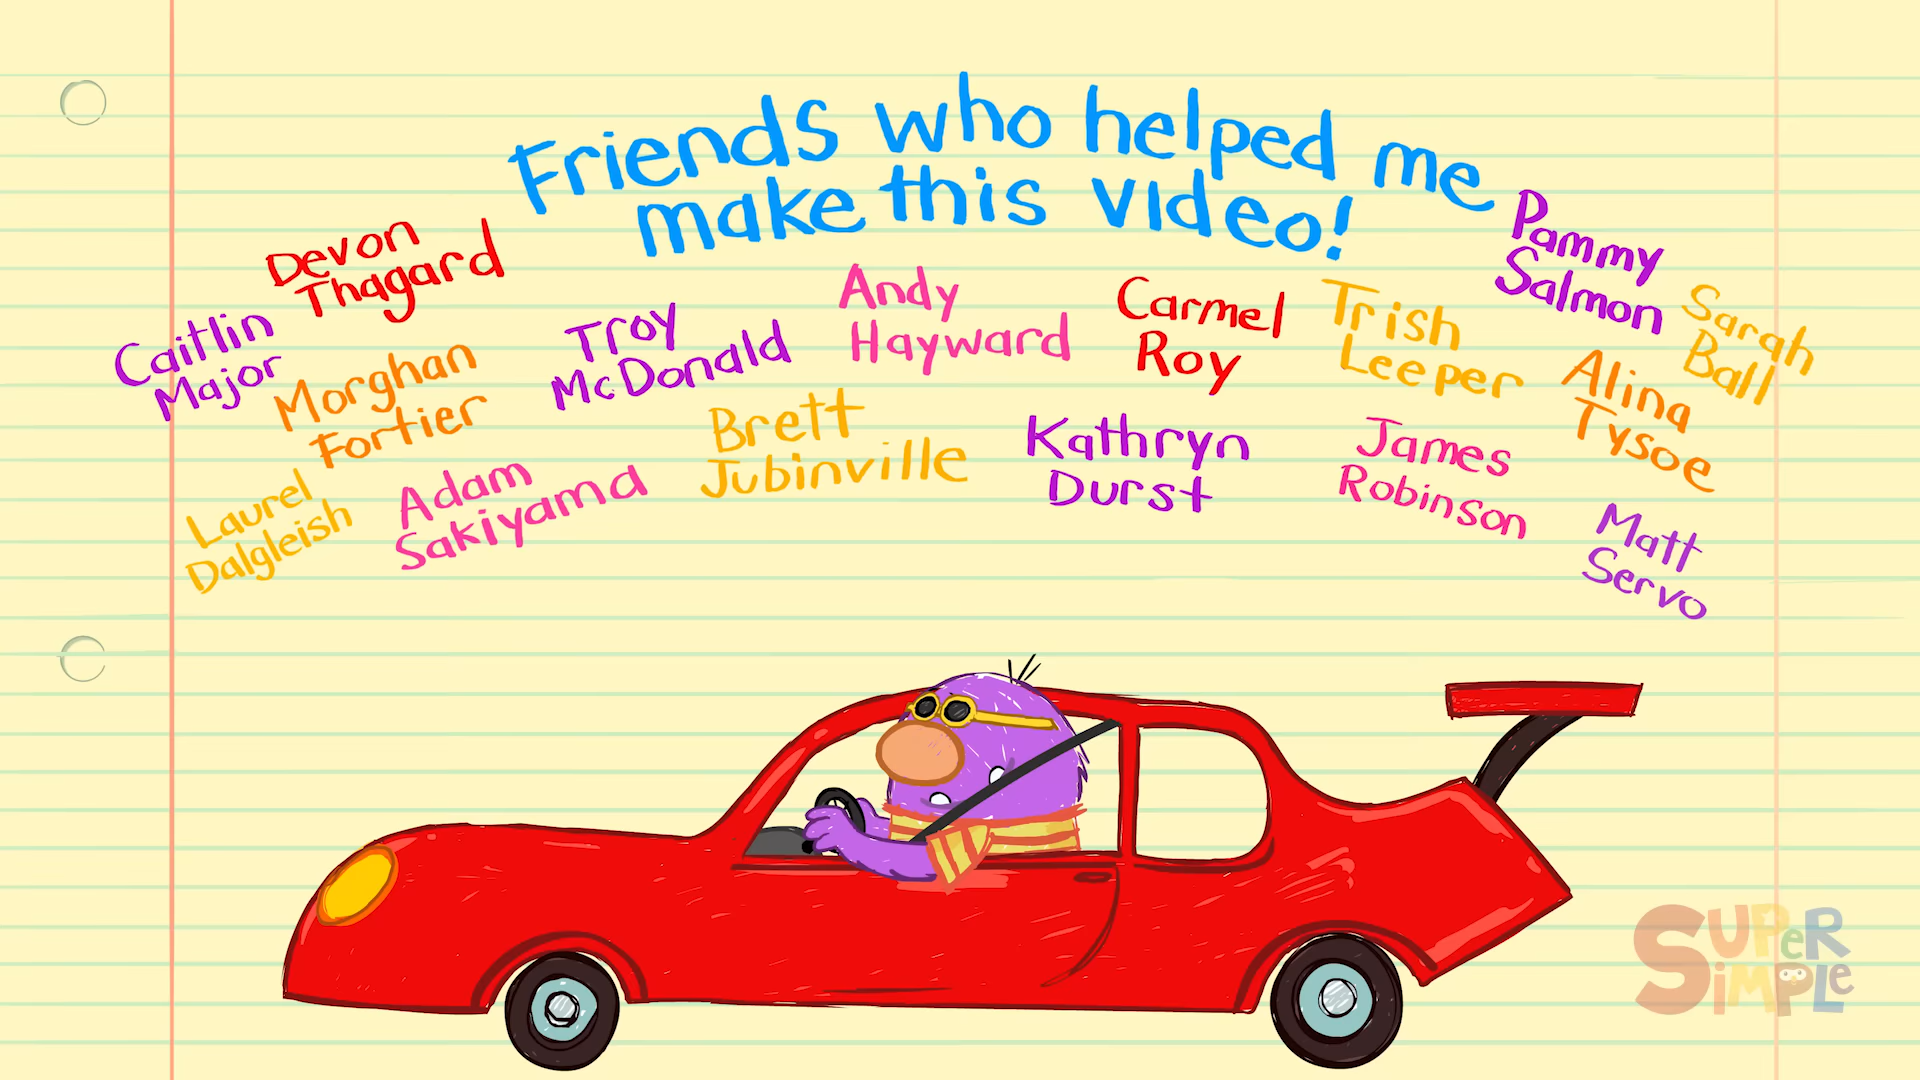 Friends who helped me
make this video!
Devon
Thagard
Caitlin
Major
Morghan
Fortier
Laurel
Dalgleish
Adam
Sakiyama
Troy
McDonald
Brett
Jubinville
Andy
Hayward
Kathryn
Durst
Carmel
Roy
Trish
Leeper
James
Robinson
Pammy
Salmon
Sarah
Ball
Alina
Tysoe
Matt
Servo
SUPeR
SiMPLe